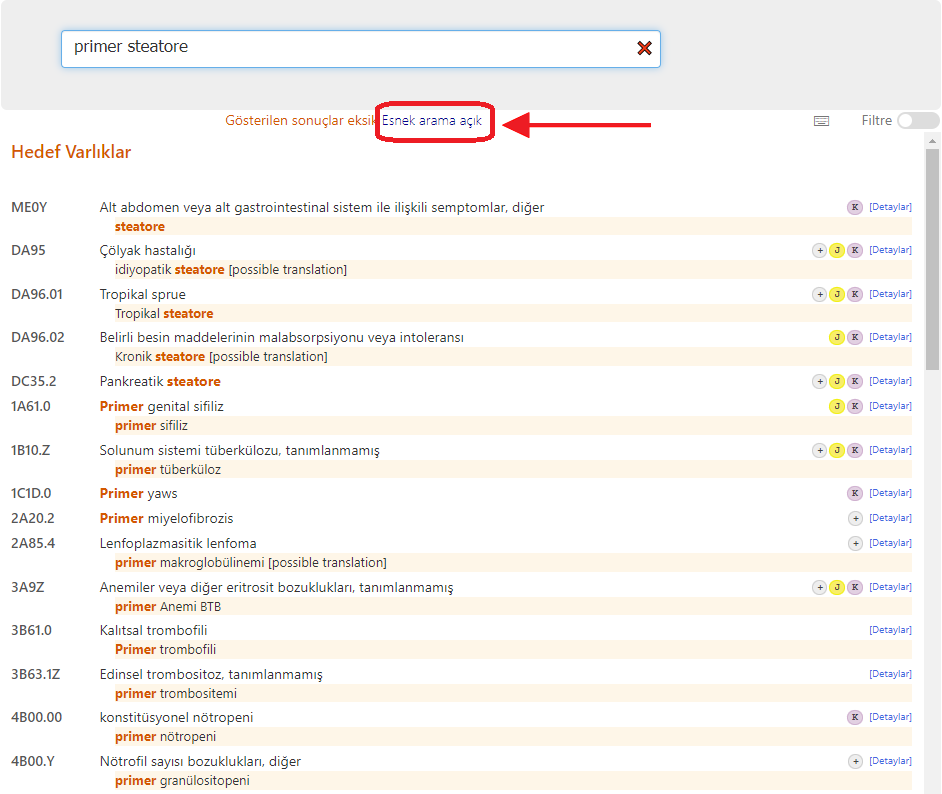 primer steatore
Gösterilen sonuçlar eksik Esnek arama açık Filtre
Hedef Varlıklar
ME0Y Alt abdomen veya alt gastrointestinal sistem ile ilişkili semptomlar, diğer K [Detaylar]
steatore
DA95 Çölyak hastalığı + J K [Detaylar]
idiyopatik steatore [possible translation]
DA96.01 Tropikal sprue + J K [Detaylar]
Tropikal steatore
DA96.02 Belirli besin maddelerinin malabsorpsiyonu veya intoleransı J K [Detaylar]
Kronik steatore [possible translation]
DC35.2 Pankreatik steatore + J K [Detaylar]
1A61.0 Primer genital sifiliz J K [Detaylar]
primer sifiliz
1B10.Z Solunum sistemi tüberkülozu, tanımlanmamış + J K [Detaylar]
primer tüberküloz
1C1D.0 Primer yaws K [Detaylar]
2A20.2 Primer miyelofibrozis + [Detaylar]
2A85.4 Lenfoplazmasitik lenfoma + [Detaylar]
primer makroglobülinemi [possible translation]
3A9Z Anemiler veya diğer eritrosit bozuklukları, tanımlanmamış + J K [Detaylar]
primer Anemi BTB
3B61.0 Kalıtsal trombofili [Detaylar]
Primer trombofili
3B63.1Z Edinsel trombositoz, tanımlanmamış [Detaylar]
primer trombositemi
4B00.00 konstitüsyonel nötropeni K [Detaylar]
primer nötropeni
4B00.Y Nötrofil sayısı bozuklukları, diğer + [Detaylar]
primer granülositopeni